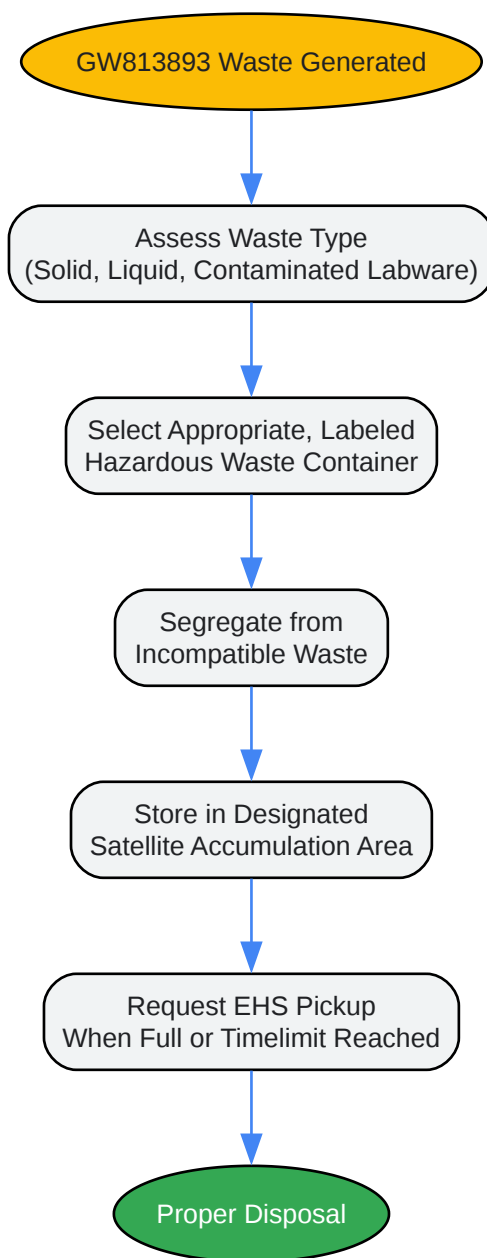 GW813893 Waste Generated
Assess Waste Type
(Solid, Liquid, Contaminated Labware)
Select Appropriate, Labeled
Hazardous Waste Container
Segregate from
Incompatible Waste
Store in Designated
Satellite Accumulation Area
Request EHS Pickup
When Full or Timelimit Reached
Proper Disposal